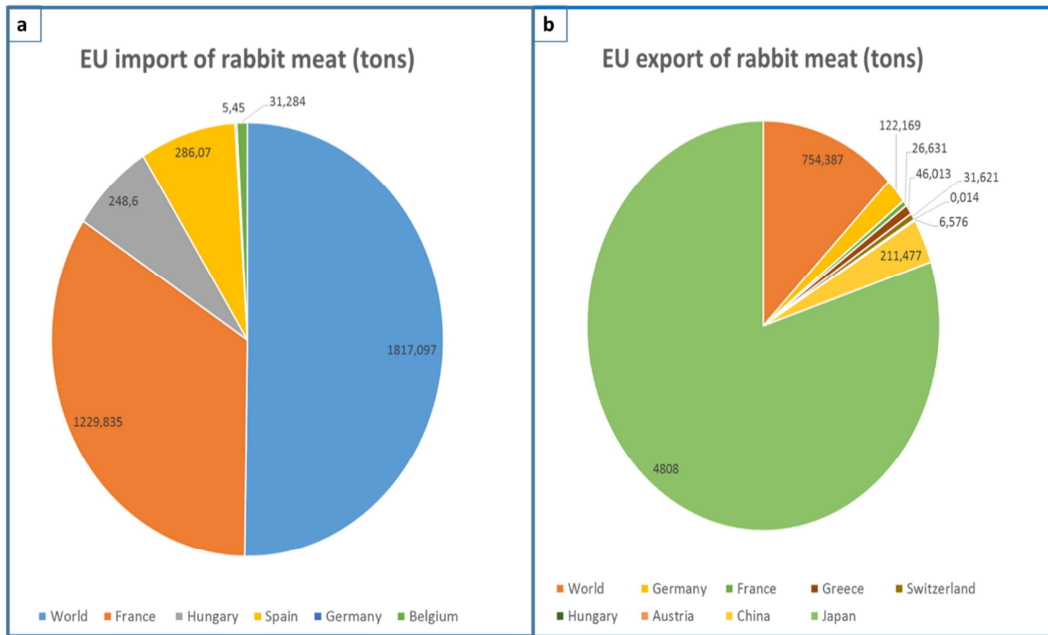 a
EU import of rabbit meat (tons)
5,45
31,284
286,07
248,6
1817,097
1229,835
World France Hungary Spain Germany Belgium
b
EU export of rabbit meat (tons)
754,387
122,169
26,631
46,013
31,621
0,014
6,576
211,477
4808
World Germany France Greece Switzerland
Hungary Austria China Japan